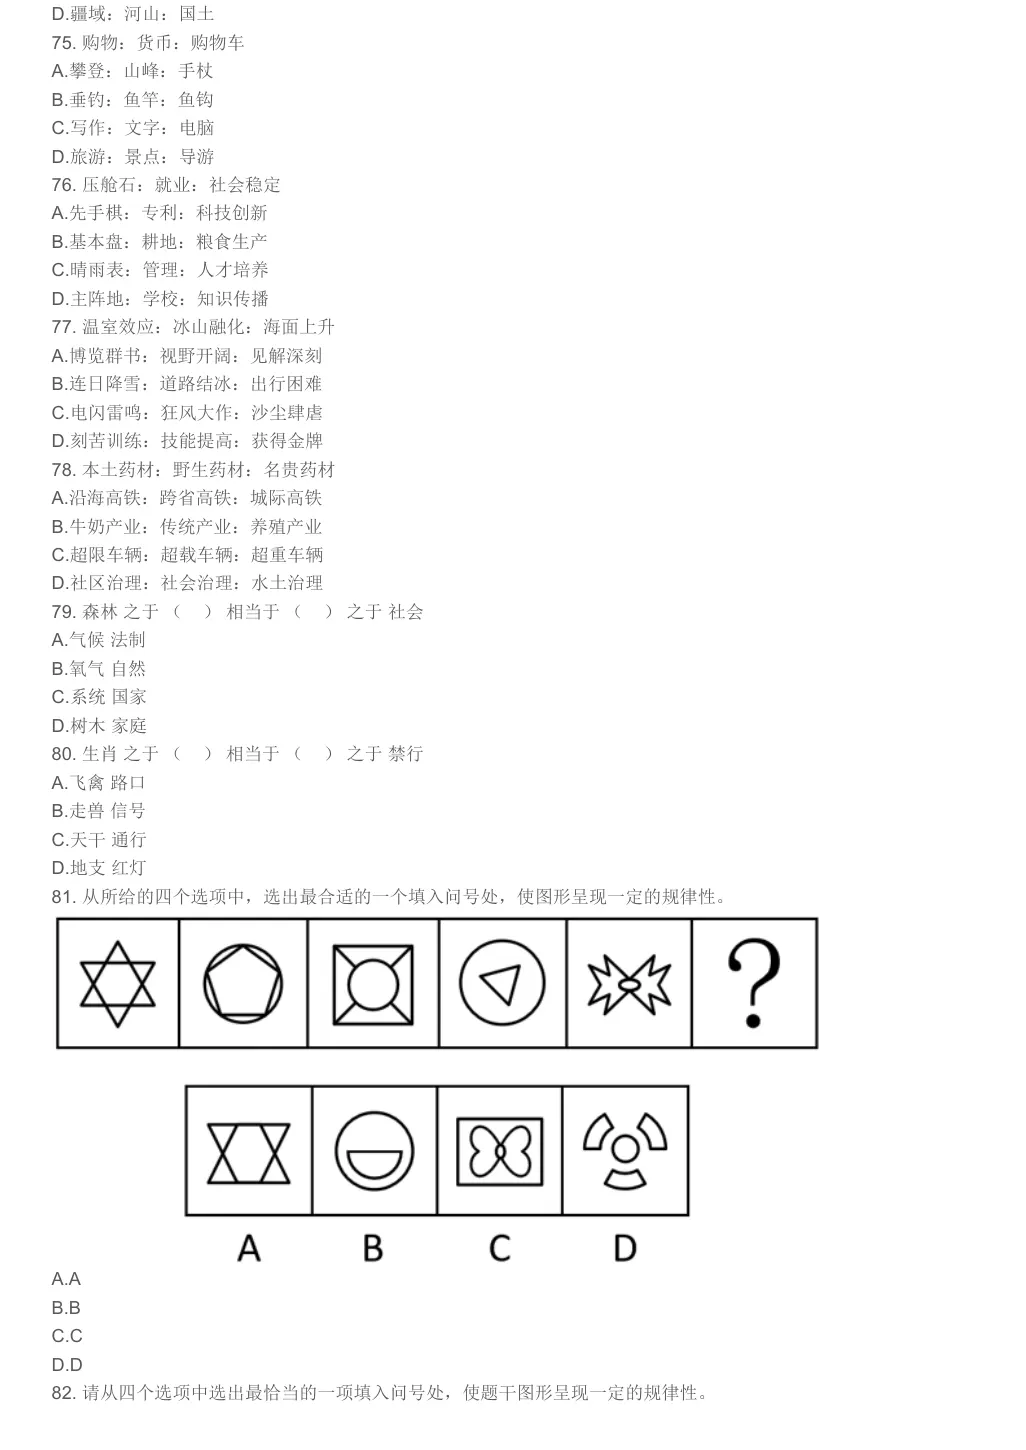 D.疆域：河山：国土
75. 购物：货币：购物车
A.攀登：山峰：手杖
B.垂钓：鱼竿：鱼钩
C.写作：文字：电脑
D.旅游：景点：导游
76. 压舱石：就业：社会稳定
A.先手棋：专利：科技创新
B.基本盘：耕地：粮食生产
C.晴雨表：管理：人才培养
D.主阵地：学校：知识传播
77. 温室效应：冰山融化：海面上升
A.博览群书：视野开阔：见解深刻
B.连日降雪：道路结冰：出行困难
C.电闪雷鸣：狂风大作：沙尘肆虐
D.刻苦训练：技能提高：获得金牌
78. 本土药材：野生药材：名贵药材
A.沿海高铁：跨省高铁：城际高铁
B.牛奶产业：传统产业：养殖产业
C.超限车辆：超载车辆：超重车辆
D.社区治理：社会治理：水土治理
79. 森林 之于 （ ） 相当于 （ ） 之于 社会
A.气候 法制
B.氧气 自然
C.系统 国家
D.树木 家庭
80. 生肖 之于 （ ） 相当于 （ ） 之于 禁行
A.飞禽 路口
B.走兽 信号
C.天干 通行
D.地支 红灯
81. 从所给的四个选项中，选出最合适的一个填入问号处，使图形呈现一定的规律性。
?
A B C D
A.A
B.B
C.C
D.D
82. 请从四个选项中选出最恰当的一项填入问号处，使题干图形呈现一定的规律性。